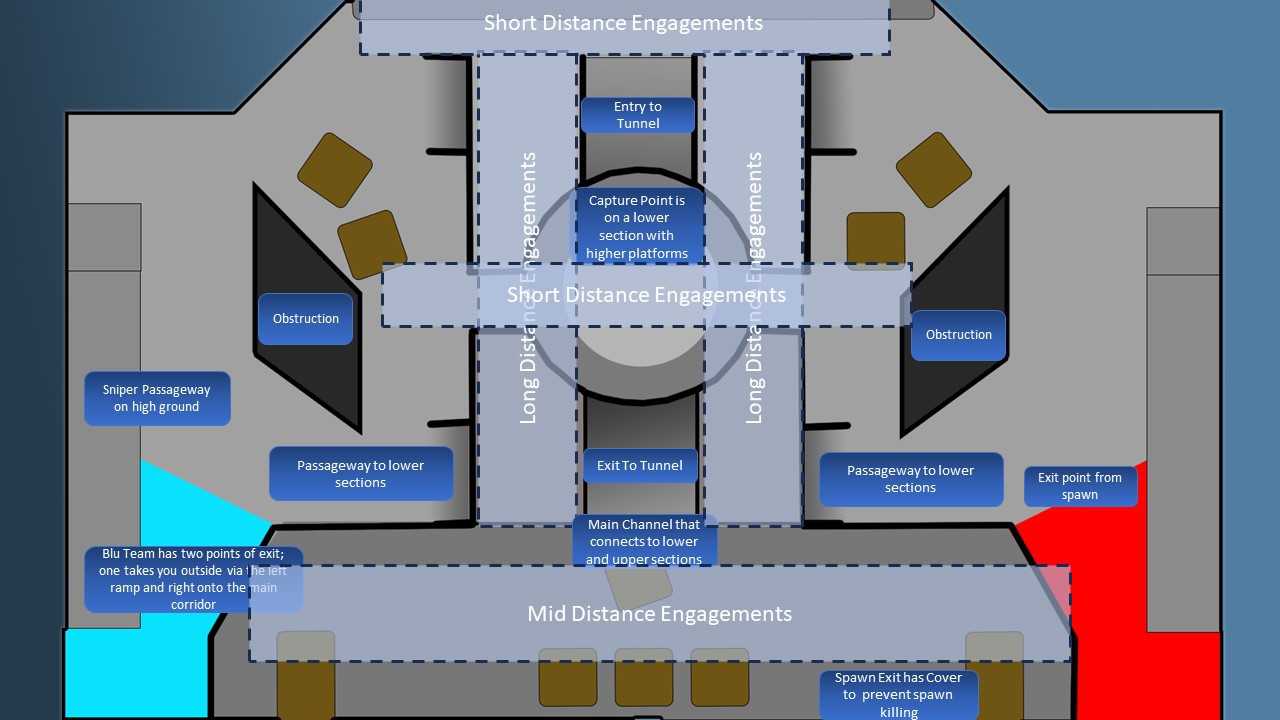 Short Distance Engagements
Entry to
Tunnel
Long Distance Engagements
Long Distance Engagements
Capture Point is
on a lower
section with
higher platforms
Short Distance Engagements
Obstruction
Obstruction
Sniper Passageway
on high ground
Passageway to lower
sections
Exit To Tunnel
Passageway to lower
sections
Exit point from
spawn
Main Channel that
connects to lower
and upper sections
Blu Team has two points of exit;
one takes you outside via the left
ramp and right onto the main
corridor
Mid Distance Engagements
Spawn Exit has Cover
to prevent spawn
killing